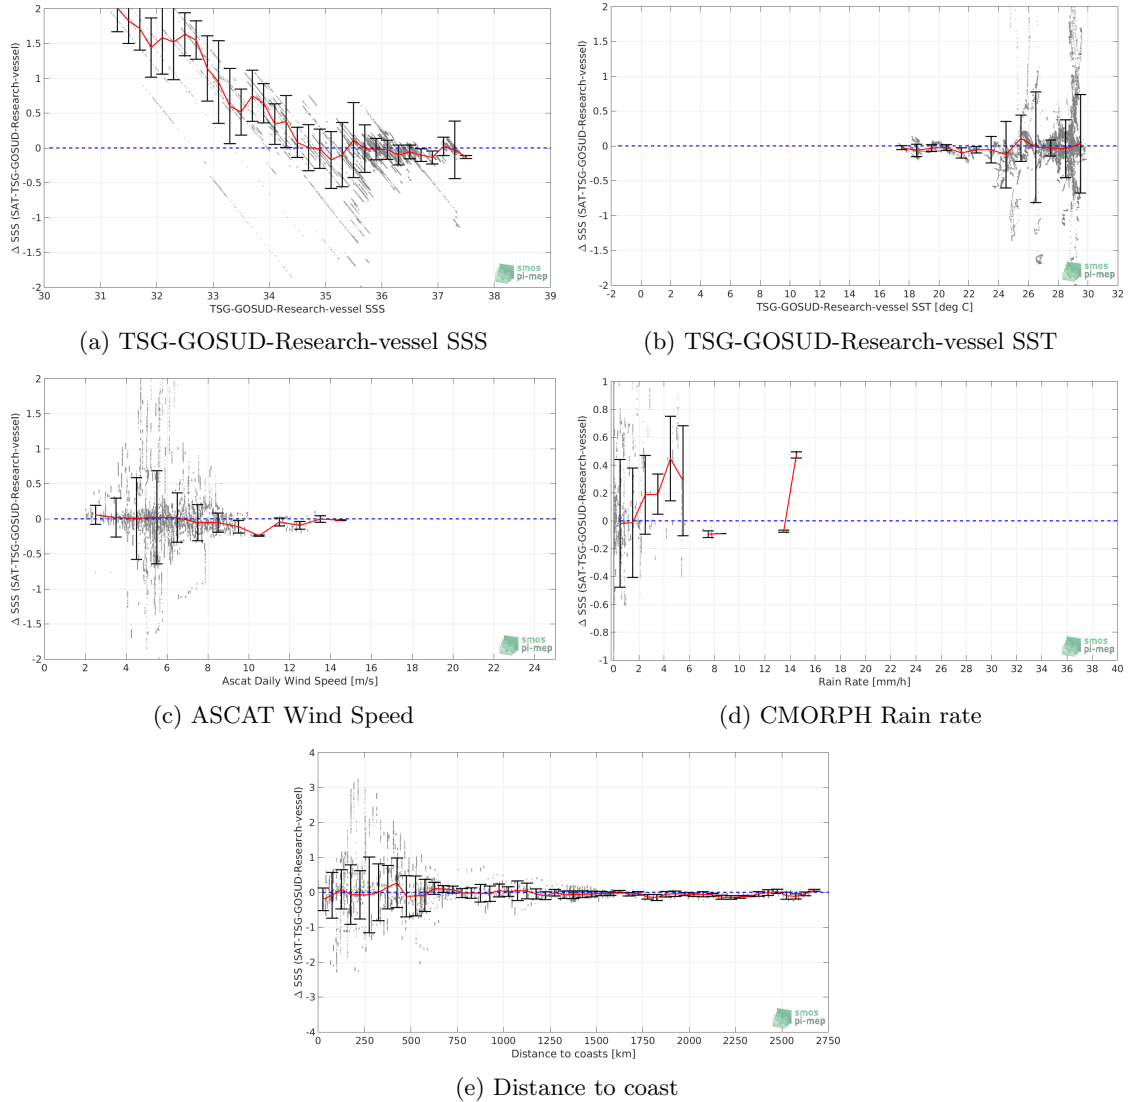 Δ SSS (SAT-TSG-GOSUD-Research-vessel)
2
1.5
1
0.5
0
-0.5
-1
-1.5
-2
30 31 32 33 34 35 36 37 38 39
TSG-GOSUD-Research-vessel SSS
smos
pi-mep
(a) TSG-GOSUD-Research-vessel SSS
Δ SSS (SAT-TSG-GOSUD-Research-vessel)
2
1.5
1
0.5
0
-0.5
-1
-1.5
-2
-2 0 2 4 6 8 10 12 14 16 18 20 22 24 26 28 30 32
TSG-GOSUD-Research-vessel SST [deg C]
smos
pi-mep
(b) TSG-GOSUD-Research-vessel SST
Δ SSS (SAT-TSG-GOSUD-Research-vessel)
2
1.5
1
0.5
0
-0.5
-1
-1.5
-2
0 2 4 6 8 10 12 14 16 18 20 22 24
Ascat Daily Wind Speed [m/s]
smos
pi-mep
(c) ASCAT Wind Speed
Δ SSS (SAT-TSG-GOSUD-Research-vessel)
1
0.8
0.6
0.4
0.2
0
-0.2
-0.4
-0.6
-0.8
-1
0 2 4 6 8 10 12 14 16 18 20 22 24 26 28 30 32 34 36 38 40
Rain Rate [mm/h]
smos
pi-mep
(d) CMORPH Rain rate
Δ SSS (SAT-TSG-GOSUD-Research-vessel)
4
3
2
1
0
-1
-2
-3
-4
0 250 500 750 1000 1250 1500 1750 2000 2250 2500 2750
Distance to coasts [km]
smos
pi-mep
(e) Distance to coast